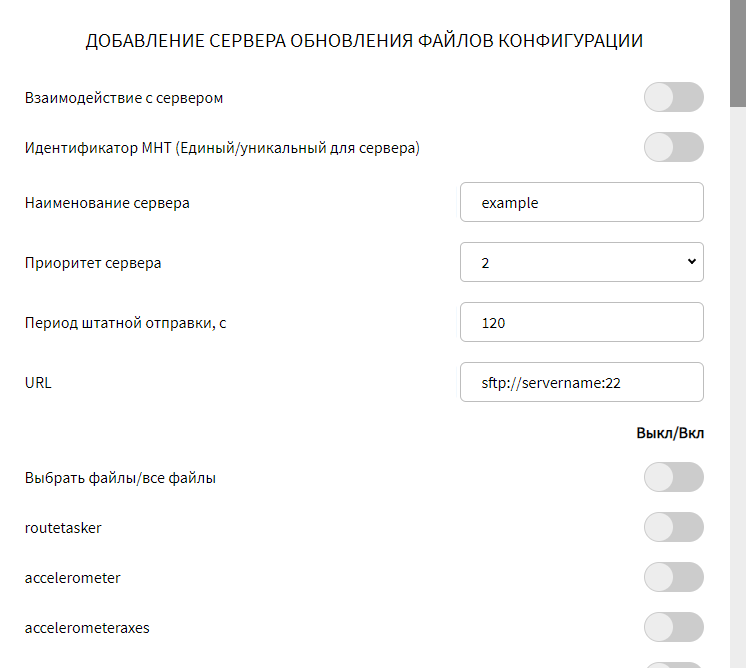 ДОБАВЛЕНИЕ СЕРВЕРА ОБНОВЛЕНИЯ ФАЙЛОВ КОНФИГУРАЦИИ
Взаимодействие с сервером
Идентификатор МНТ (Единый/уникальный для сервера)
Наименование сервера example
Приоритет сервера 2
Период штатной отправки, с 120
URL sftp://servername:22
Выкл/Вкл
Выбрать файлы/все файлы
routetasker
accelerometer
accelerometeraxes